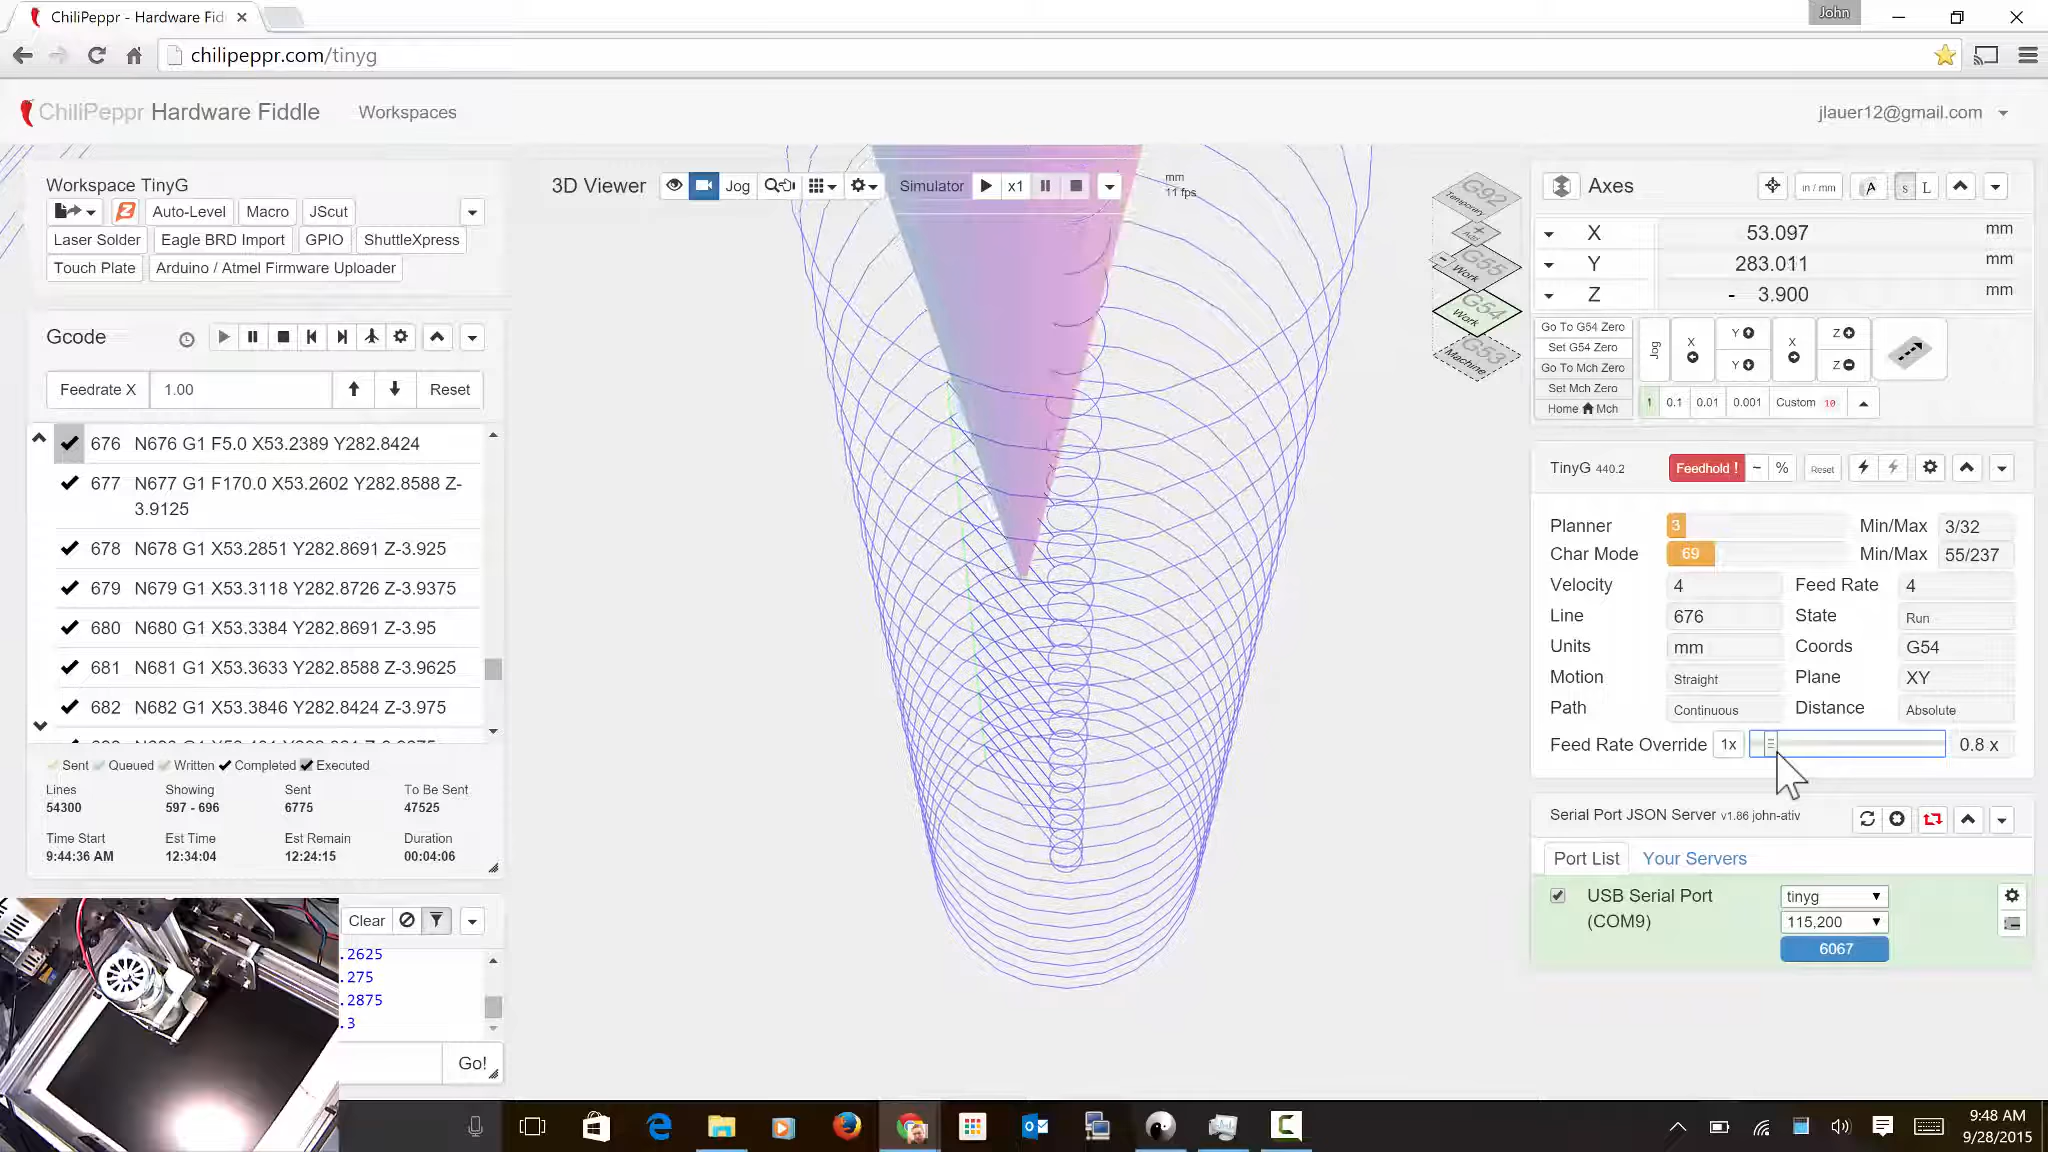 ChiliPeppr - Hardware Fid
John
chilipeppr.com/tinyg
ChiliPeppr Hardware Fiddle
Workspaces
jlauer12@gmail.com
Workspace TinyG
Auto-Level
Macro
JScut
Laser Solder
Eagle BRD Import
GPIO
ShuttleXpress
Touch Plate
Arduino / Atmel Firmware Uploader
Gcode
Feedrate X
1.00
Reset
676 N676 G1 F5.0 X53.2389 Y282.8424
677 N677 G1 F170.0 X53.2602 Y282.8588 Z-
3.9125
678 N678 G1 X53.2851 Y282.8691 Z-3.925
679 N679 G1 X53.3118 Y282.8726 Z-3.9375
680 N680 G1 X53.3384 Y282.8691 Z-3.95
681 N681 G1 X53.3633 Y282.8588 Z-3.9625
682 N682 G1 X53.3846 Y282.8424 Z-3.975
Sent Queued Written Completed Executed
Lines Showing Sent To Be Sent
54300 597 - 696 6775 47525
Time Start Est Time Est Remain Duration
9:44:36 AM 12:34:04 12:24:15 00:04:06
Clear
.2625
.275
.2875
.3
Go!
3D Viewer
Jog
Simulator
x1
mm
11 fps
G92
Temporary
Add
G55
Work
G54
Work
G53
Machine
Axes
in / mm
A
s L
X 53.097 mm
Y 283.011 mm
Z - 3.900 mm
Go To G54 Zero
Set G54 Zero
Go To Mch Zero
Set Mch Zero
Home Mch
Jog
X
Y
Y
X
Z
Z
1 0.1 0.01 0.001 Custom 10
TinyG 440.2
Feedhold !
~
%
Reset
Planner 3 Min/Max 3/32
Char Mode 69 Min/Max 55/237
Velocity 4 Feed Rate 4
Line 676 State Run
Units mm Coords G54
Motion Straight Plane XY
Path Continuous Distance Absolute
Feed Rate Override 1x 0.8 x
Serial Port JSON Server v1.86 john-ativ
Port List
Your Servers
USB Serial Port
(COM9)
tinyg
115,200
6067
9:48 AM
9/28/2015